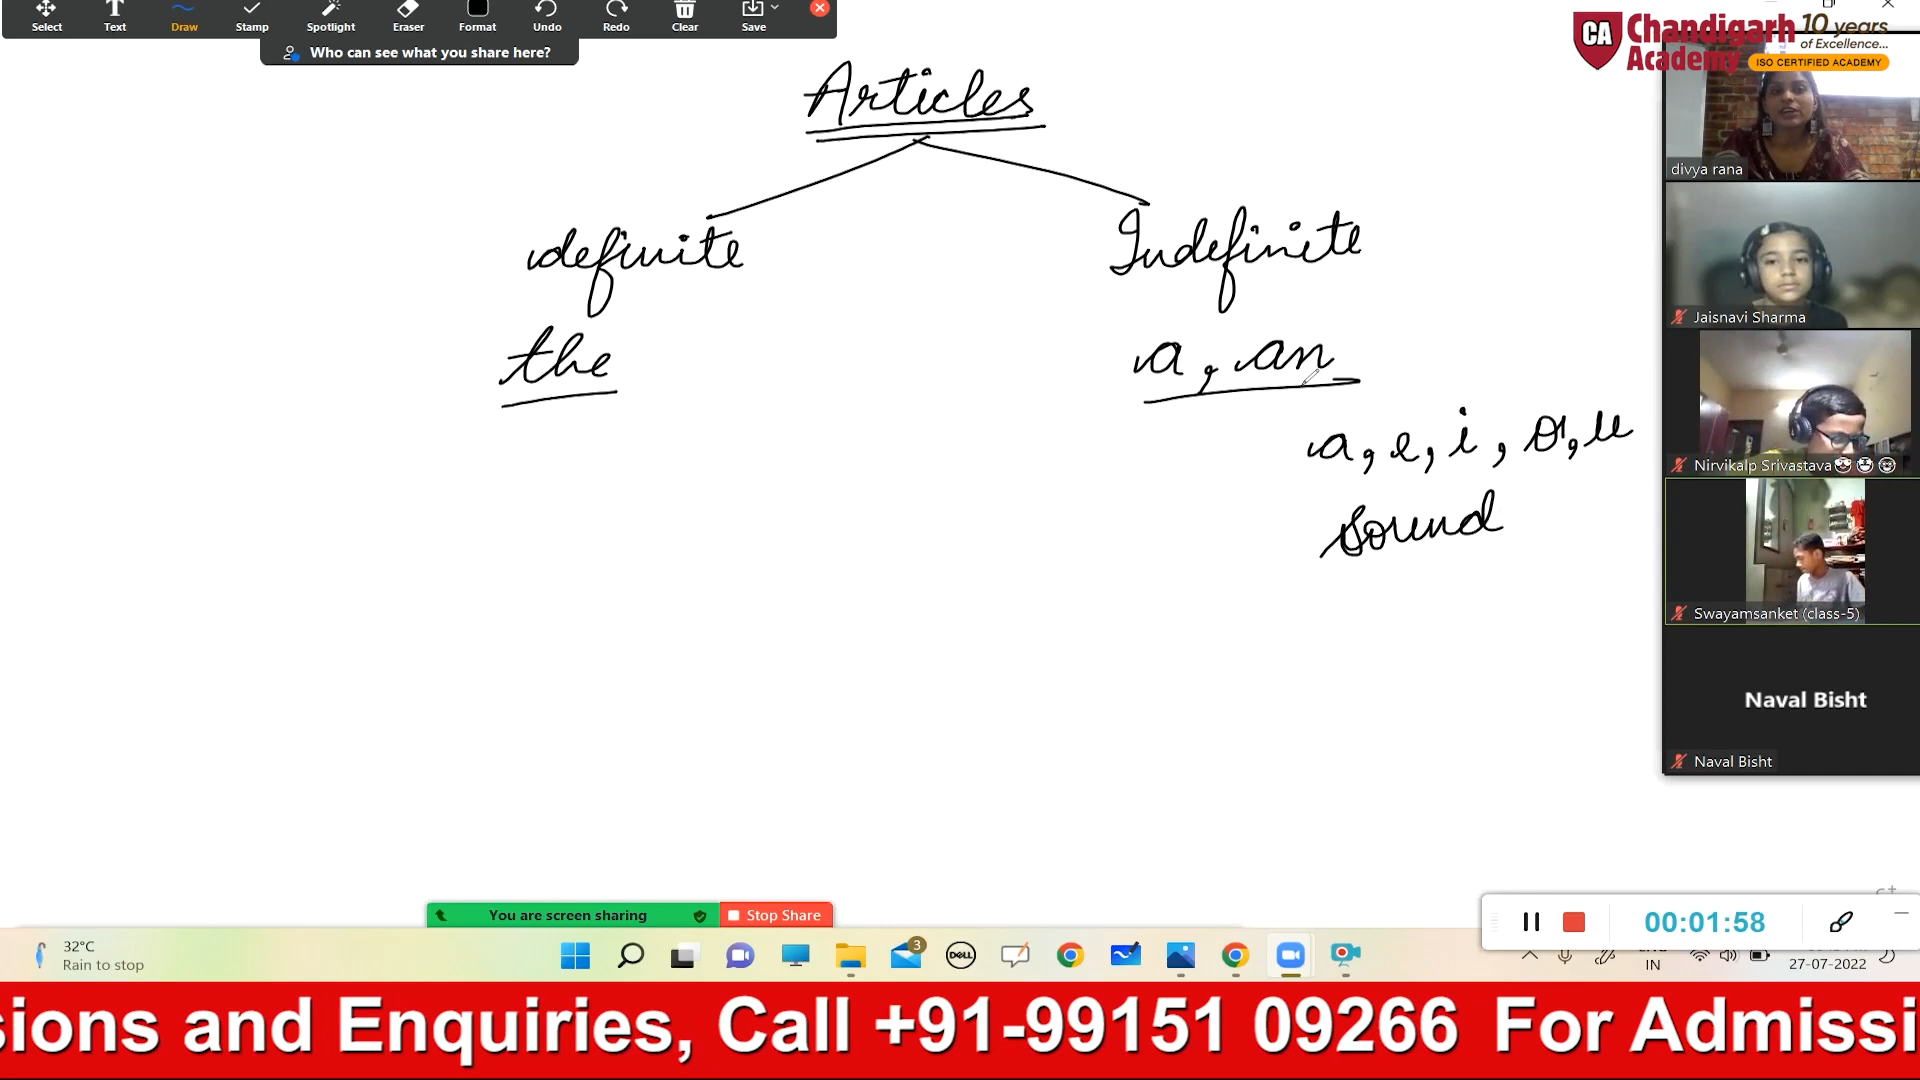 Select Text Draw Stamp Spotlight Eraser Format Undo Redo Clear Save
Who can see what you share here?
CA Chandigarh Academy 10 years of Excellence... ISO CERTIFIED ACADEMY
Articles
divya rana
definite Indefinite
the a, an
Jaisnavi Sharma
a, e, i, o, u
sound
Nirvikalp Srivastava
Swayamsanket (class-5)
Naval Bisht
Naval Bisht
You are screen sharing Stop Share
00:01:58
32°C
Rain to stop
3
DELL
IN
27-07-2022
sions and Enquiries, Call +91-99151 09266 For Admissi